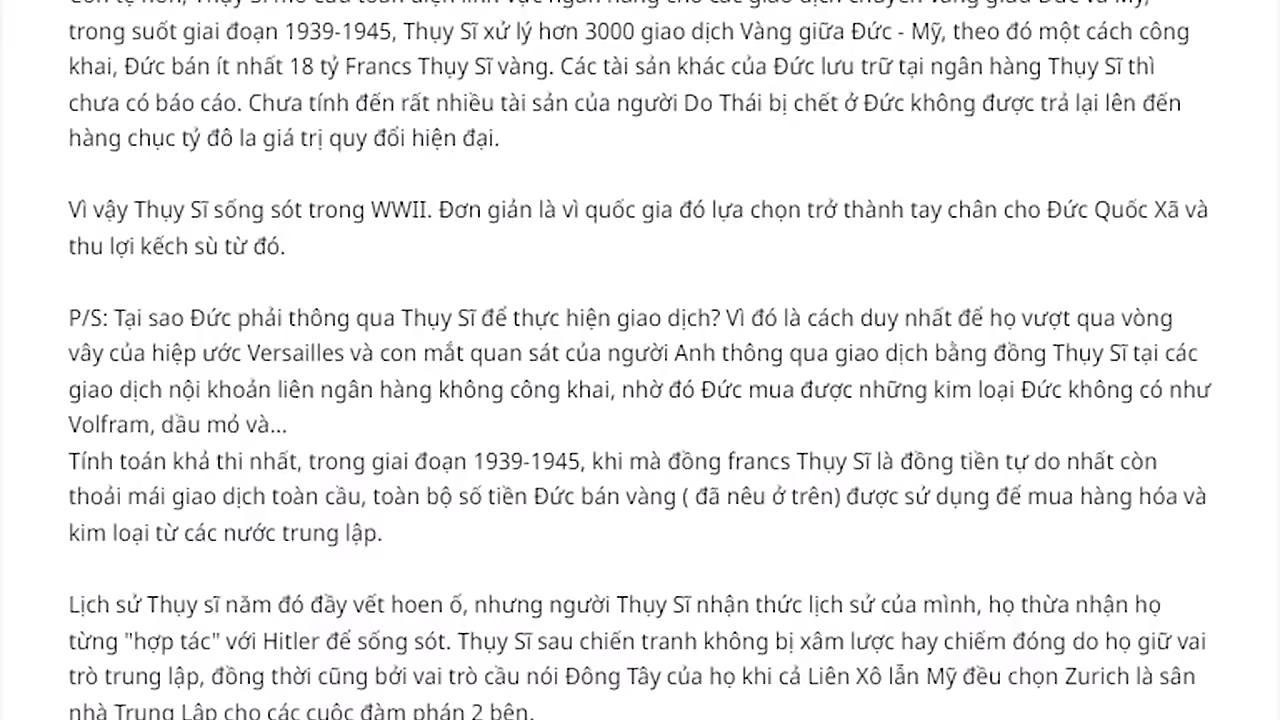 trong suốt giai đoạn 1939-1945, Thụy Sĩ xử lý hơn 3000 giao dịch Vàng giữa Đức - Mỹ, theo đó một cách công
khai, Đức bán ít nhất 18 tỷ Francs Thụy Sĩ vàng. Các tài sản khác của Đức lưu trữ tại ngân hàng Thụy Sĩ thì
chưa có báo cáo. Chưa tính đến rất nhiều tài sản của người Do Thái bị chết ở Đức không được trả lại lên đến
hàng chục tỷ đô la giá trị quy đổi hiện đại.
Vì vậy Thụy Sĩ sống sót trong WWII. Đơn giản là vì quốc gia đó lựa chọn trở thành tay chân cho Đức Quốc Xã và
thu lợi kếch sù từ đó.
P/S: Tại sao Đức phải thông qua Thụy Sĩ để thực hiện giao dịch? Vì đó là cách duy nhất để họ vượt qua vòng
vây của hiệp ước Versailles và con mắt quan sát của người Anh thông qua giao dịch bằng đồng Thụy Sĩ tại các
giao dịch nội khoản liên ngân hàng không công khai, nhờ đó Đức mua được những kim loại Đức không có như
Volfram, dầu mỏ và...
Tính toán khả thi nhất, trong giai đoạn 1939-1945, khi mà đồng francs Thụy Sĩ là đồng tiền tự do nhất còn
thoải mái giao dịch toàn cầu, toàn bộ số tiền Đức bán vàng ( đã nêu ở trên) được sử dụng để mua hàng hóa và
kim loại từ các nước trung lập.
Lịch sử Thụy sĩ năm đó đầy vết hoen ố, nhưng người Thụy Sĩ nhận thức lịch sử của mình, họ thừa nhận họ
từng "hợp tác" với Hitler để sống sót. Thụy Sĩ sau chiến tranh không bị xâm lược hay chiếm đóng do họ giữ vai
trò trung lập, đồng thời cũng bởi vai trò cầu nói Đông Tây của họ khi cả Liên Xô lẫn Mỹ đều chọn Zurich là sân
nhà Trung Lập cho các cuộc đàm phán 2 bên.